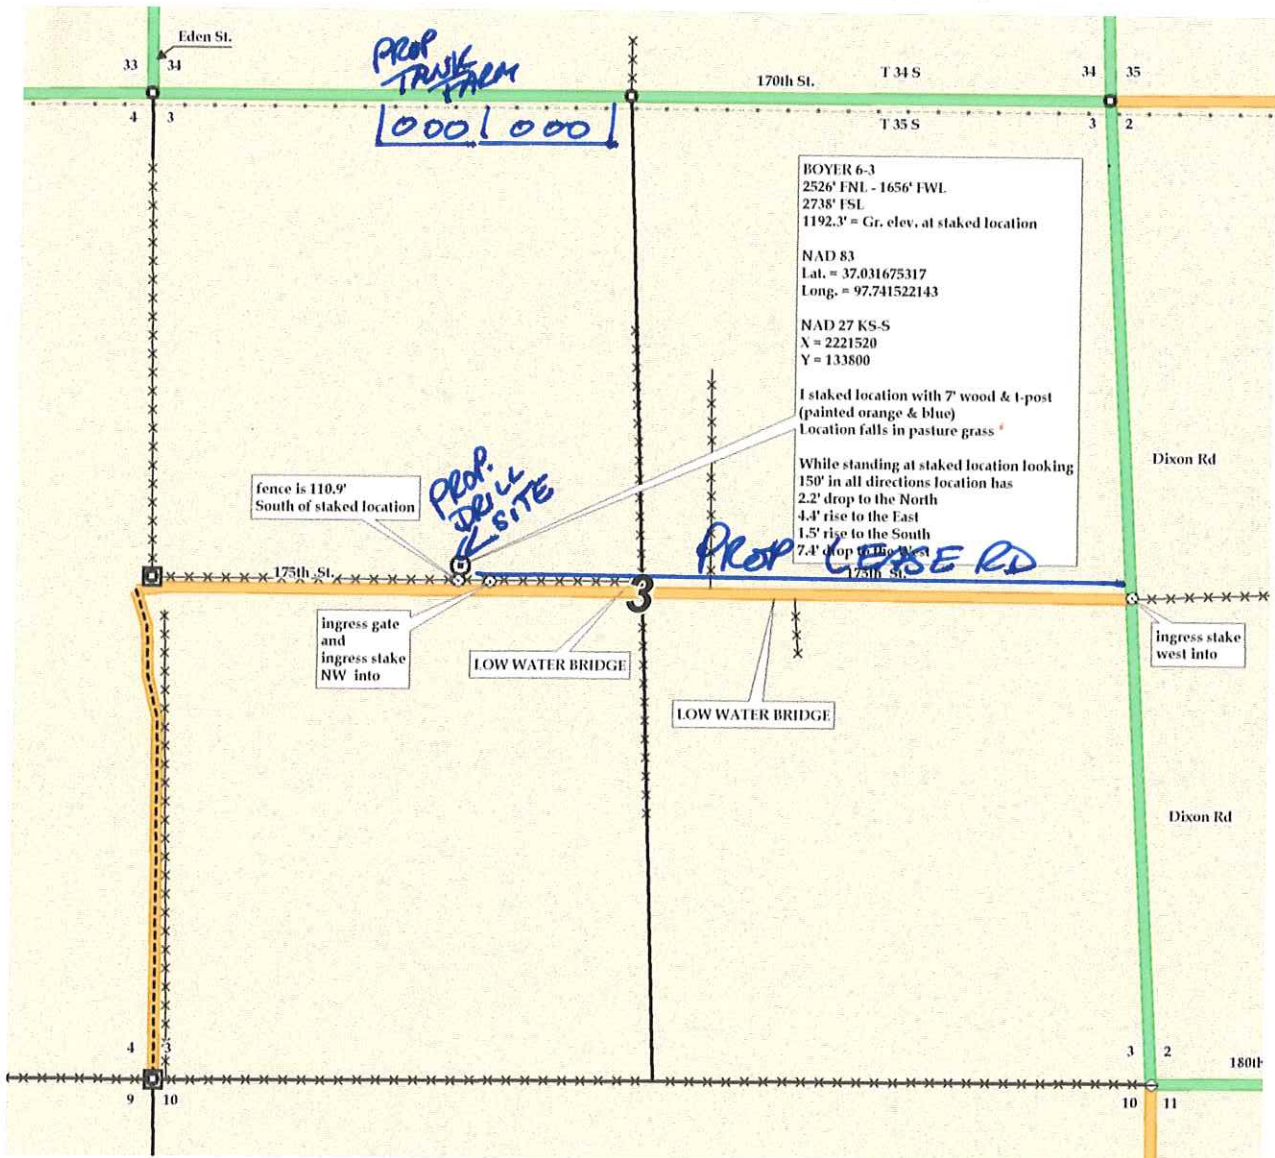 Eden St.
33 34
PROP
TANK
FARM
170th St.
T 34 S
34 35
4 3
000 000
T 35 S
3 2
BOYER 6-3
2526' FNL - 1656' FWL
2738' FSL
1192.3' = Gr. elev. at staked location
NAD 83
Lat. = 37.031675317
Long. = 97.741522143
NAD 27 KS-S
X = 2221520
Y = 133800
I staked location with 7' wood & t-post
(painted orange & blue)
Location falls in pasture grass
While standing at staked location looking
150' in all directions location has
2.2' drop to the North
4.4' rise to the East
1.5' rise to the South
7.4' drop to the West
Dixon Rd
fence is 110.9'
South of staked location
PROP.
DRILL
SITE
PROP LEASE RD
175th St.
175th St.
3
ingress gate
and
ingress stake
NW into
LOW WATER BRIDGE
LOW WATER BRIDGE
ingress stake
west into
Dixon Rd
4 3
3 2
180th
9 10
10 11